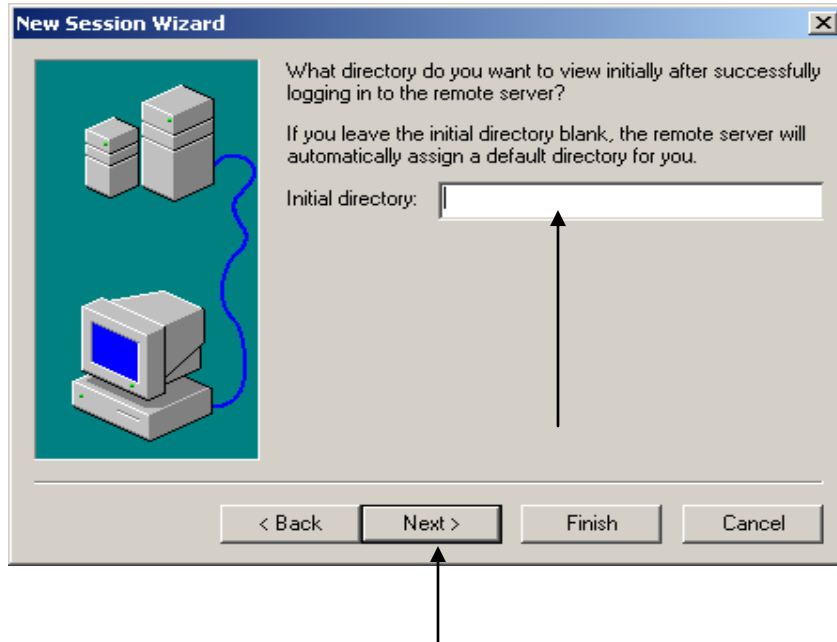 New Session Wizard
What directory do you want to view initially after successfully
logging in to the remote server?
If you leave the initial directory blank, the remote server will
automatically assign a default directory for you.
Initial directory:
< Back Next > Finish Cancel